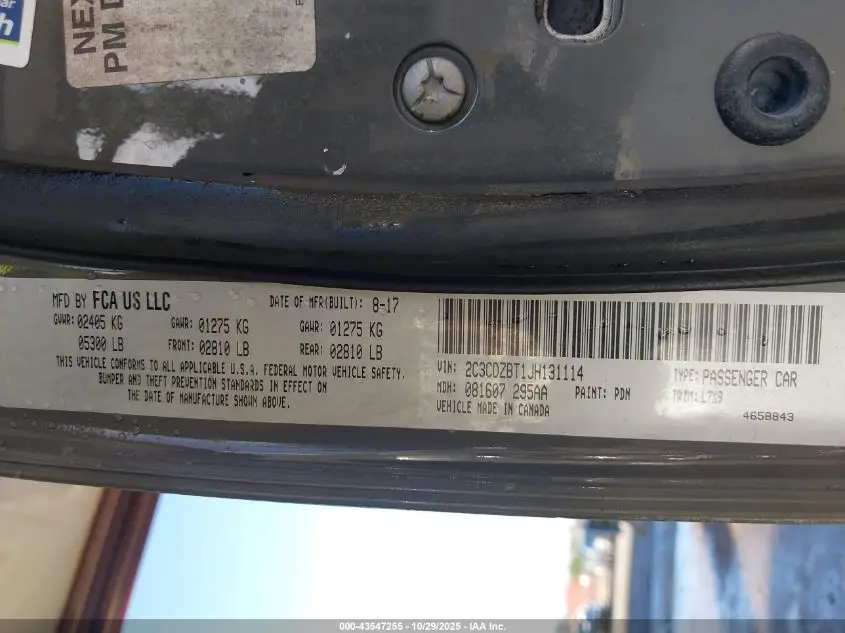 ar
h
NEX
PM D
MFD BY FCA US LLC DATE OF MFR(BUILT): 8-17
GVWR: 02405 KG GAWR: 01275 KG GAWR: 01275 KG
05300 LB FRONT: 02810 LB REAR: 02810 LB
THIS VEHICLE CONFORMS TO ALL APPLICABLE U.S.A. FEDERAL MOTOR VEHICLE SAFETY,
BUMPER AND THEFT PREVENTION STANDARDS IN EFFECT ON
THE DATE OF MANUFACTURE SHOWN ABOVE.
VIN: 2C3CDZBT1JH131114 TYPE: PASSENGER CAR
MDH: 081607 295AA PAINT: PDN TRIM: L7X9
VEHICLE MADE IN CANADA 4658843
000-43547255 - 10/29/2025 - IAA Inc.